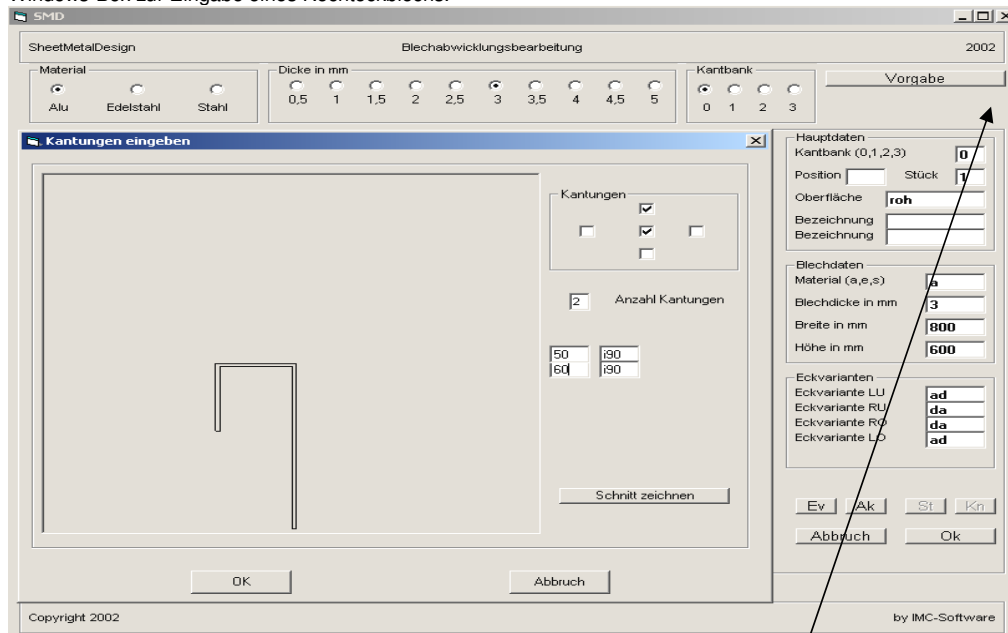 SMD
SheetMetalDesign Blechabwicklungsbearbeitung 2002
Material
Alu Edelstahl Stahl
Dicke in mm
0,5 1 1,5 2 2,5 3 3,5 4 4,5 5
Kantbank
0 1 2 3
Vorgabe
Kantungen eingeben
Kantungen
2 Anzahl Kantungen
50 i90
60 i90
Schnitt zeichnen
OK Abbruch
Hauptdaten
Kantbank (0,1,2,3) 0
Position Stück 1
Oberfläche roh
Bezeichnung
Bezeichnung
Blechdaten
Material (a,e,s) a
Blechdicke in mm 3
Breite in mm 800
Höhe in mm 600
Eckvarianten
Eckvariante LU ad
Eckvariante RU da
Eckvariante RO da
Eckvariante LO ad
Ev Ak St Kn
Abbruch Ok
Copyright 2002 by IMC-Software